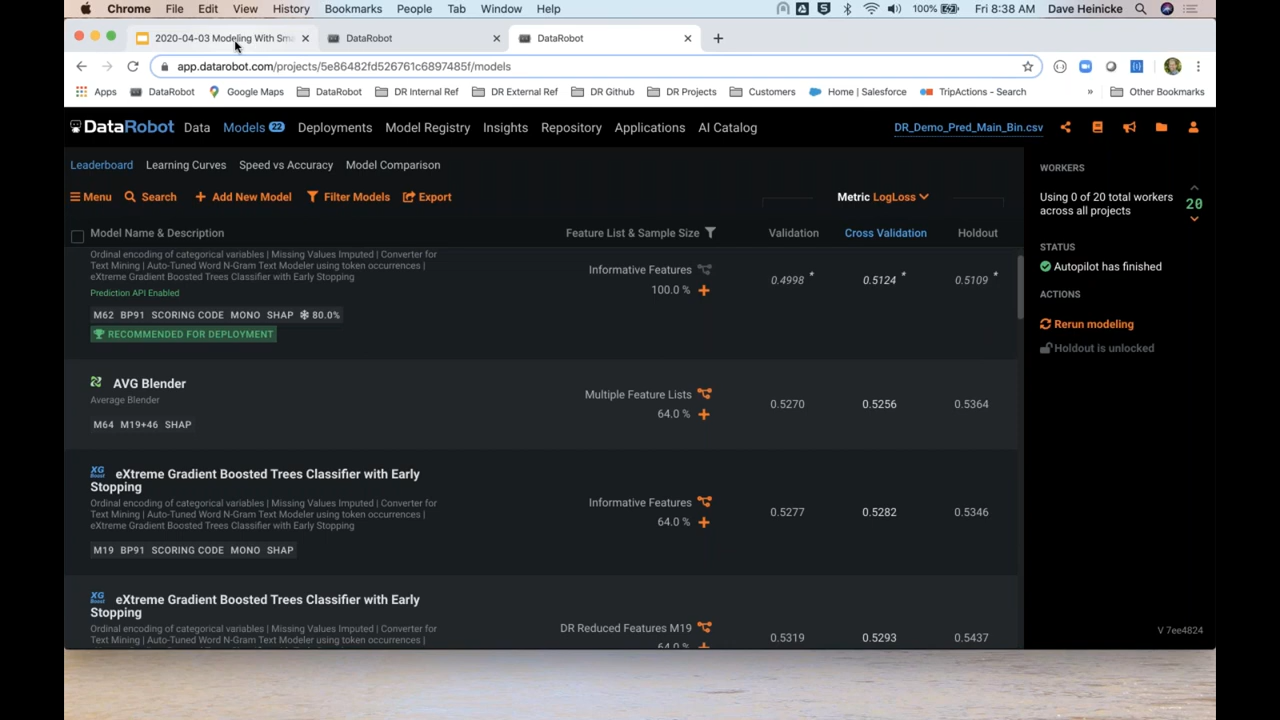 Chrome File Edit View History Bookmarks People Tab Window Help 100% Fri 8:38 AM Dave Heinicke
2020-04-03 Modeling With Sma
DataRobot
DataRobot
app.datarobot.com/projects/5e86482fd526761c6897485f/models
Apps DataRobot Google Maps DataRobot DR Internal Ref DR External Ref DR Github DR Projects Customers Home | Salesforce TripActions - Search » Other Bookmarks
DataRobot Data Models 22 Deployments Model Registry Insights Repository Applications AI Catalog DR_Demo_Pred_Main_Bin.csv
Leaderboard Learning Curves Speed vs Accuracy Model Comparison
Menu Search + Add New Model Filter Models Export Metric LogLoss
Model Name & Description Feature List & Sample Size Validation Cross Validation Holdout
Ordinal encoding of categorical variables | Missing Values Imputed | Converter for
Text Mining | Auto-Tuned Word N-Gram Text Modeler using token occurrences |
eXtreme Gradient Boosted Trees Classifier with Early Stopping
Prediction API Enabled
Informative Features
100.0 % +
0.4998 * 0.5124 * 0.5109 *
M62 BP91 SCORING CODE MONO SHAP 80.0%
RECOMMENDED FOR DEPLOYMENT
AVG Blender
Average Blender
Multiple Feature Lists
64.0 % +
0.5270 0.5256 0.5364
M64 M19+46 SHAP
XG Boost eXtreme Gradient Boosted Trees Classifier with Early
Stopping
Ordinal encoding of categorical variables | Missing Values Imputed | Converter for
Text Mining | Auto-Tuned Word N-Gram Text Modeler using token occurrences |
eXtreme Gradient Boosted Trees Classifier with Early Stopping
Informative Features
64.0 % +
0.5277 0.5282 0.5346
M19 BP91 SCORING CODE MONO SHAP
XG Boost eXtreme Gradient Boosted Trees Classifier with Early
Stopping
Ordinal encoding of categorical variables | Missing Values Imputed | Converter for
Text Mining | Auto-Tuned Word N-Gram Text Modeler using token occurrences |
DR Reduced Features M19
64.0 % +
0.5319 0.5293 0.5437
WORKERS
Using 0 of 20 total workers
across all projects
20
STATUS
Autopilot has finished
ACTIONS
Rerun modeling
Holdout is unlocked
V 7ee4824